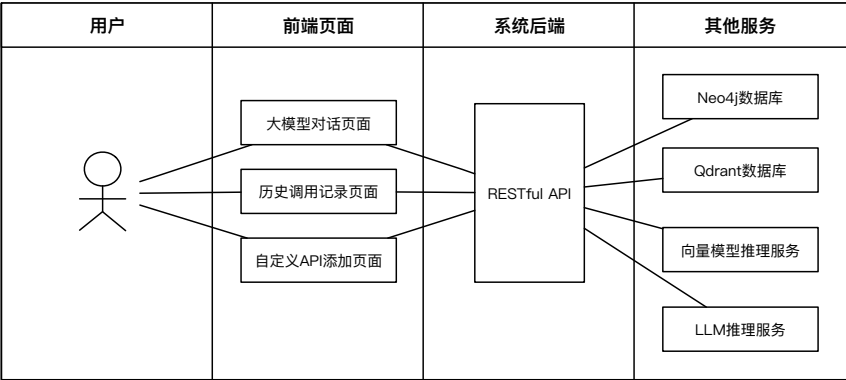 用户
前端页面
系统后端
其他服务
大模型对话页面
历史调用记录页面
自定义API添加页面
RESTful API
Neo4j数据库
Qdrant数据库
向量模型推理服务
LLM推理服务